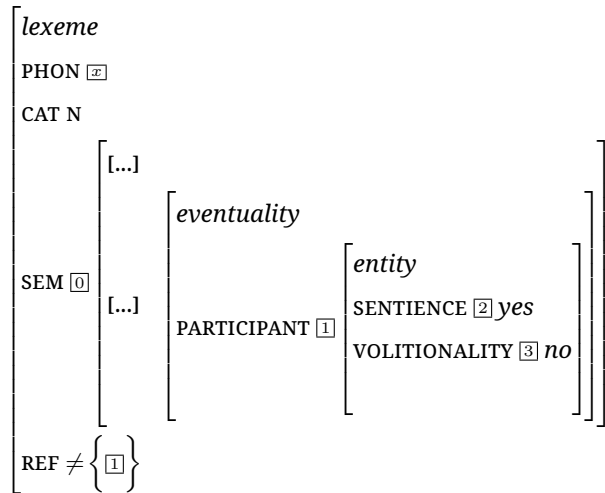 lexeme
PHON x
CAT N
[...]
eventuality
entity
SEM 0
[...]
SENTIENCE 2 yes
PARTICIPANT 1
VOLITIONALITY 3 no
REF ≠ { 1 }